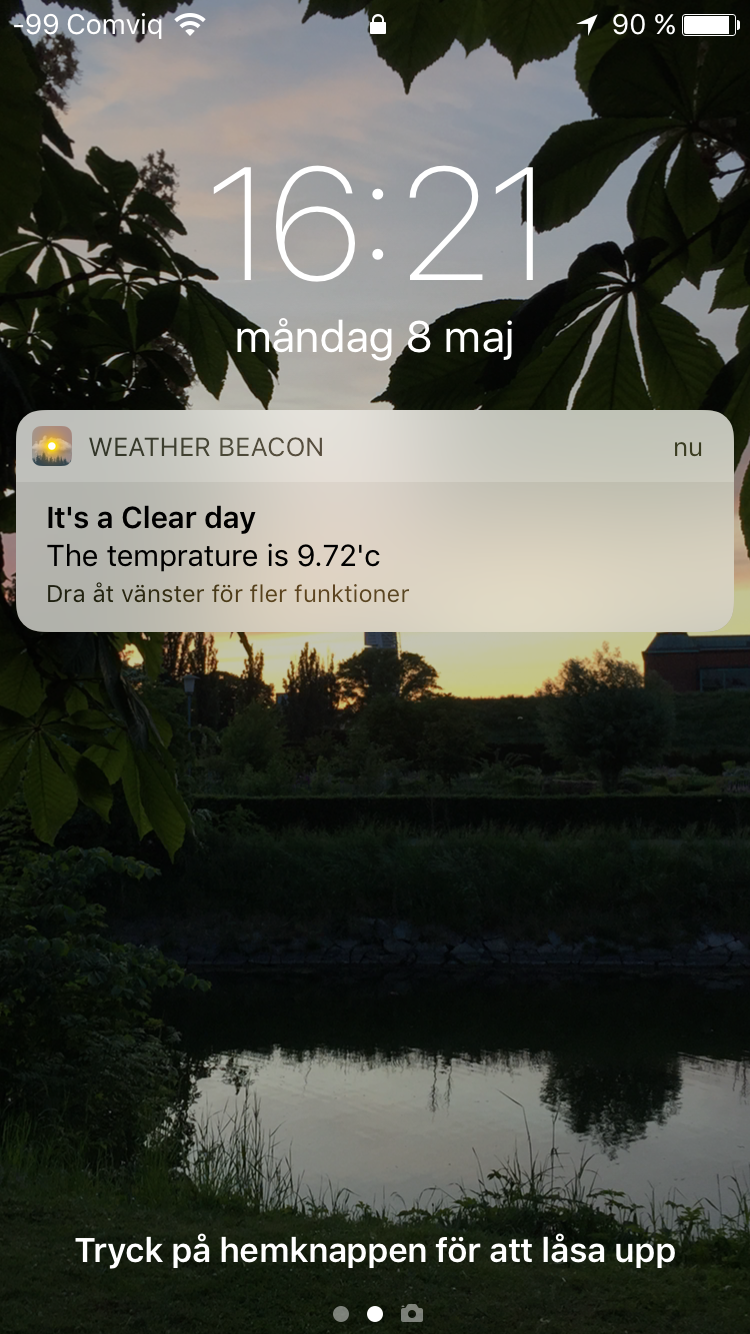 -99 Comviq 90 %
16:21
måndag 8 maj
WEATHER BEACON nu
It's a Clear day
The temprature is 9.72'c
Dra åt vänster för fler funktioner
Tryck på hemknappen för att låsa upp